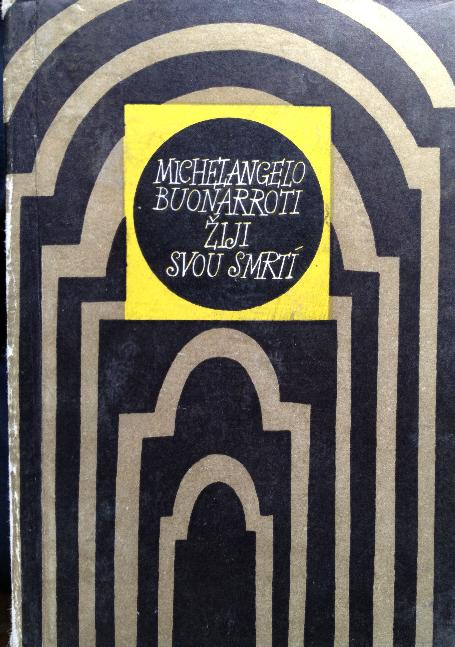 MICHELANGELO
BUONARROTI
ŽIJI
SVOU SMRTÍ